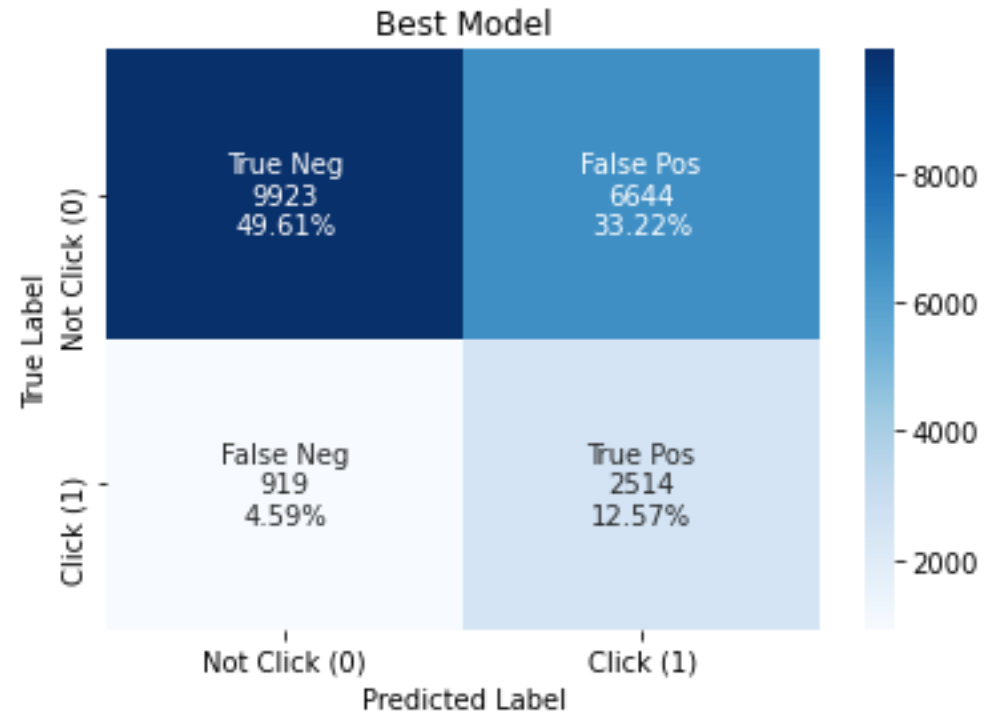 Best Model
True Label
Not Click (0)
Click (1)
True Neg
9923
49.61%
False Pos
6644
33.22%
False Neg
919
4.59%
True Pos
2514
12.57%
Not Click (0)
Click (1)
Predicted Label
8000
6000
4000
2000